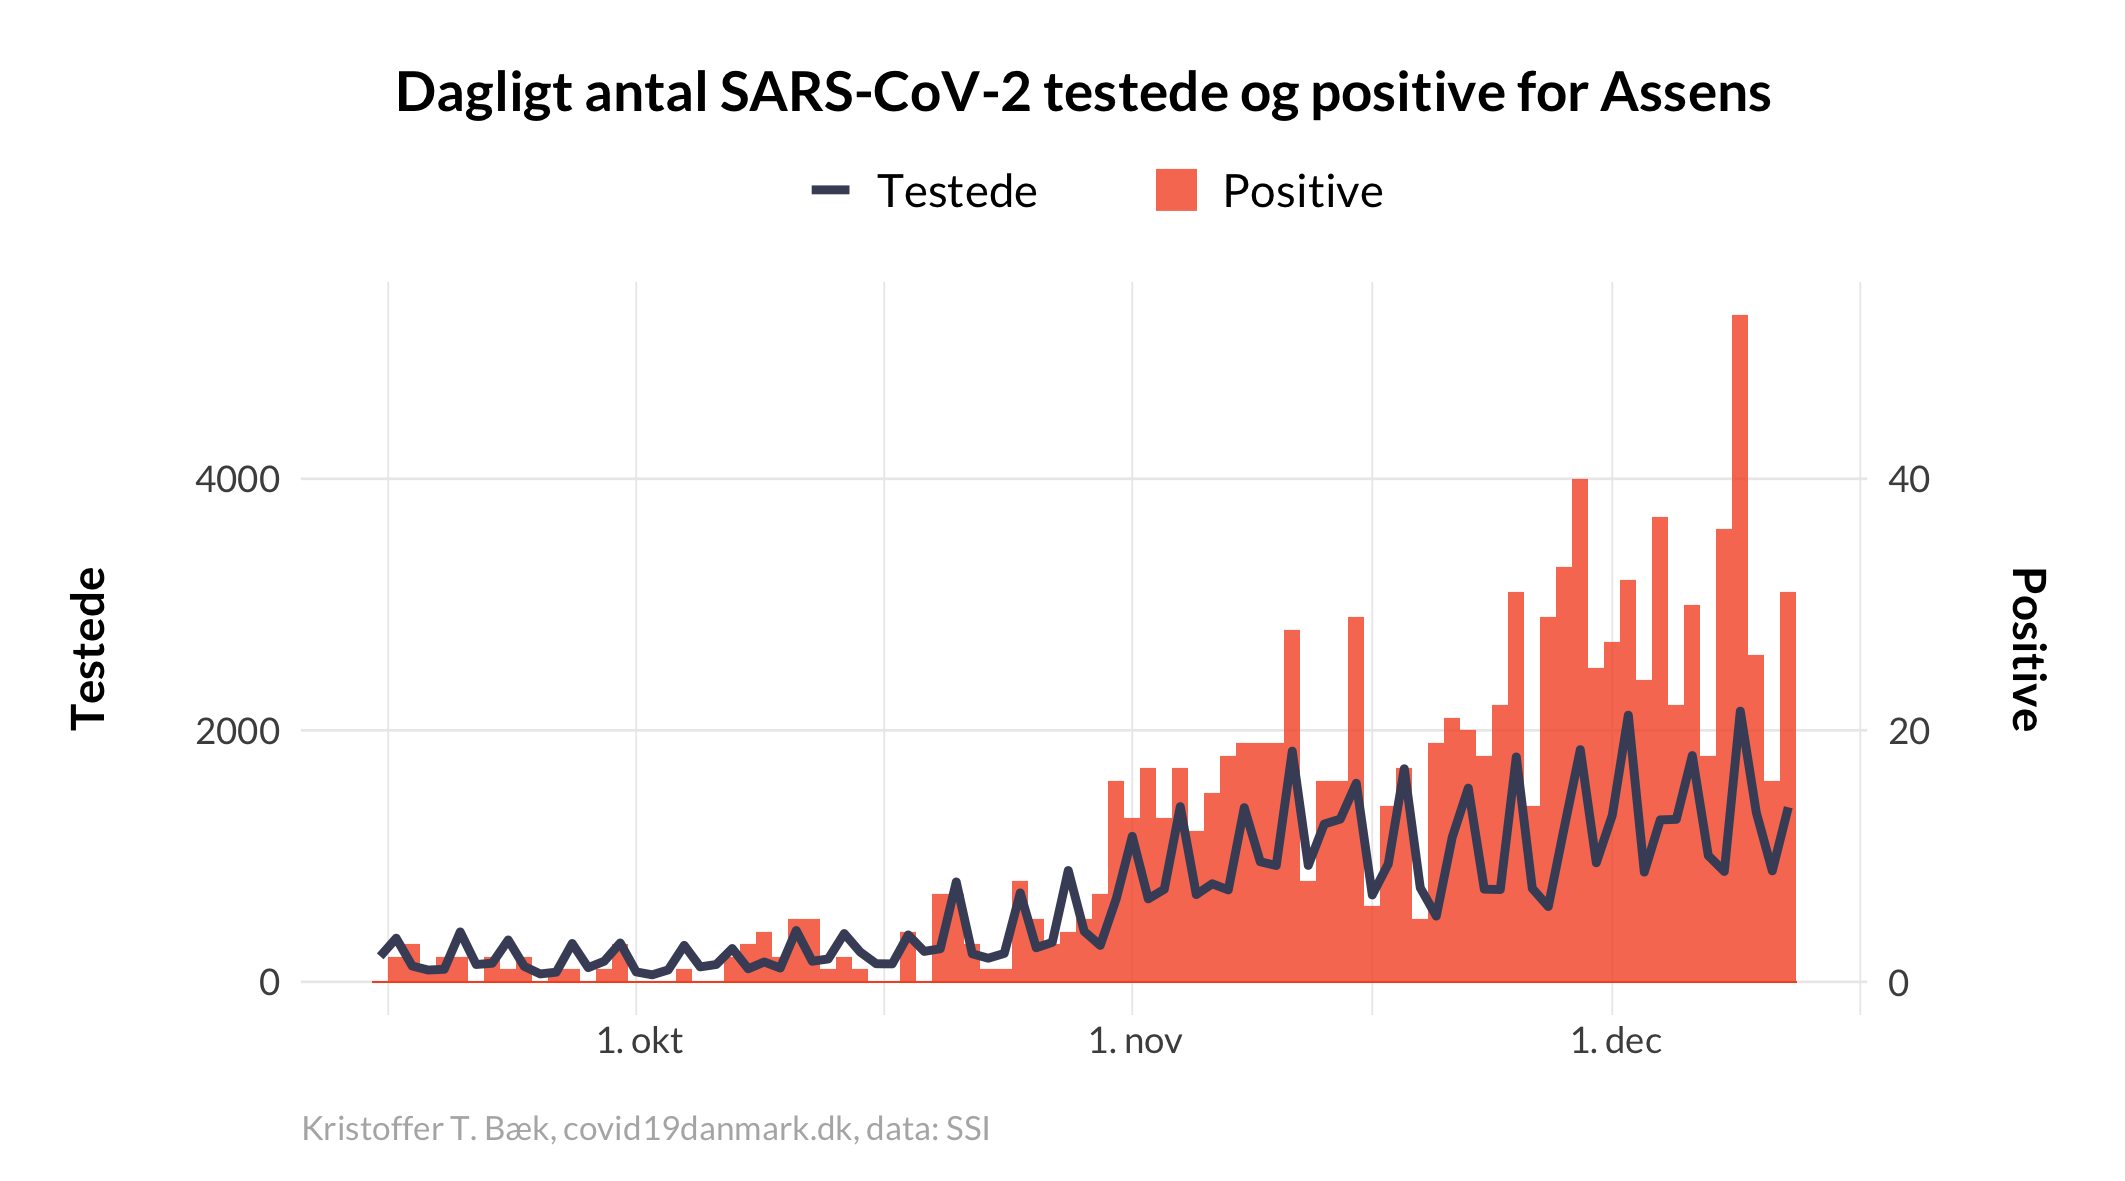 Dagligt antal SARS-CoV-2 testede og positive for Assens
Testede
Positive
4000
2000
0
Testede
40
20
0
Positive
1. okt
1. nov
1. dec
Kristoffer T. Bæk, covid19danmark.dk, data: SSI